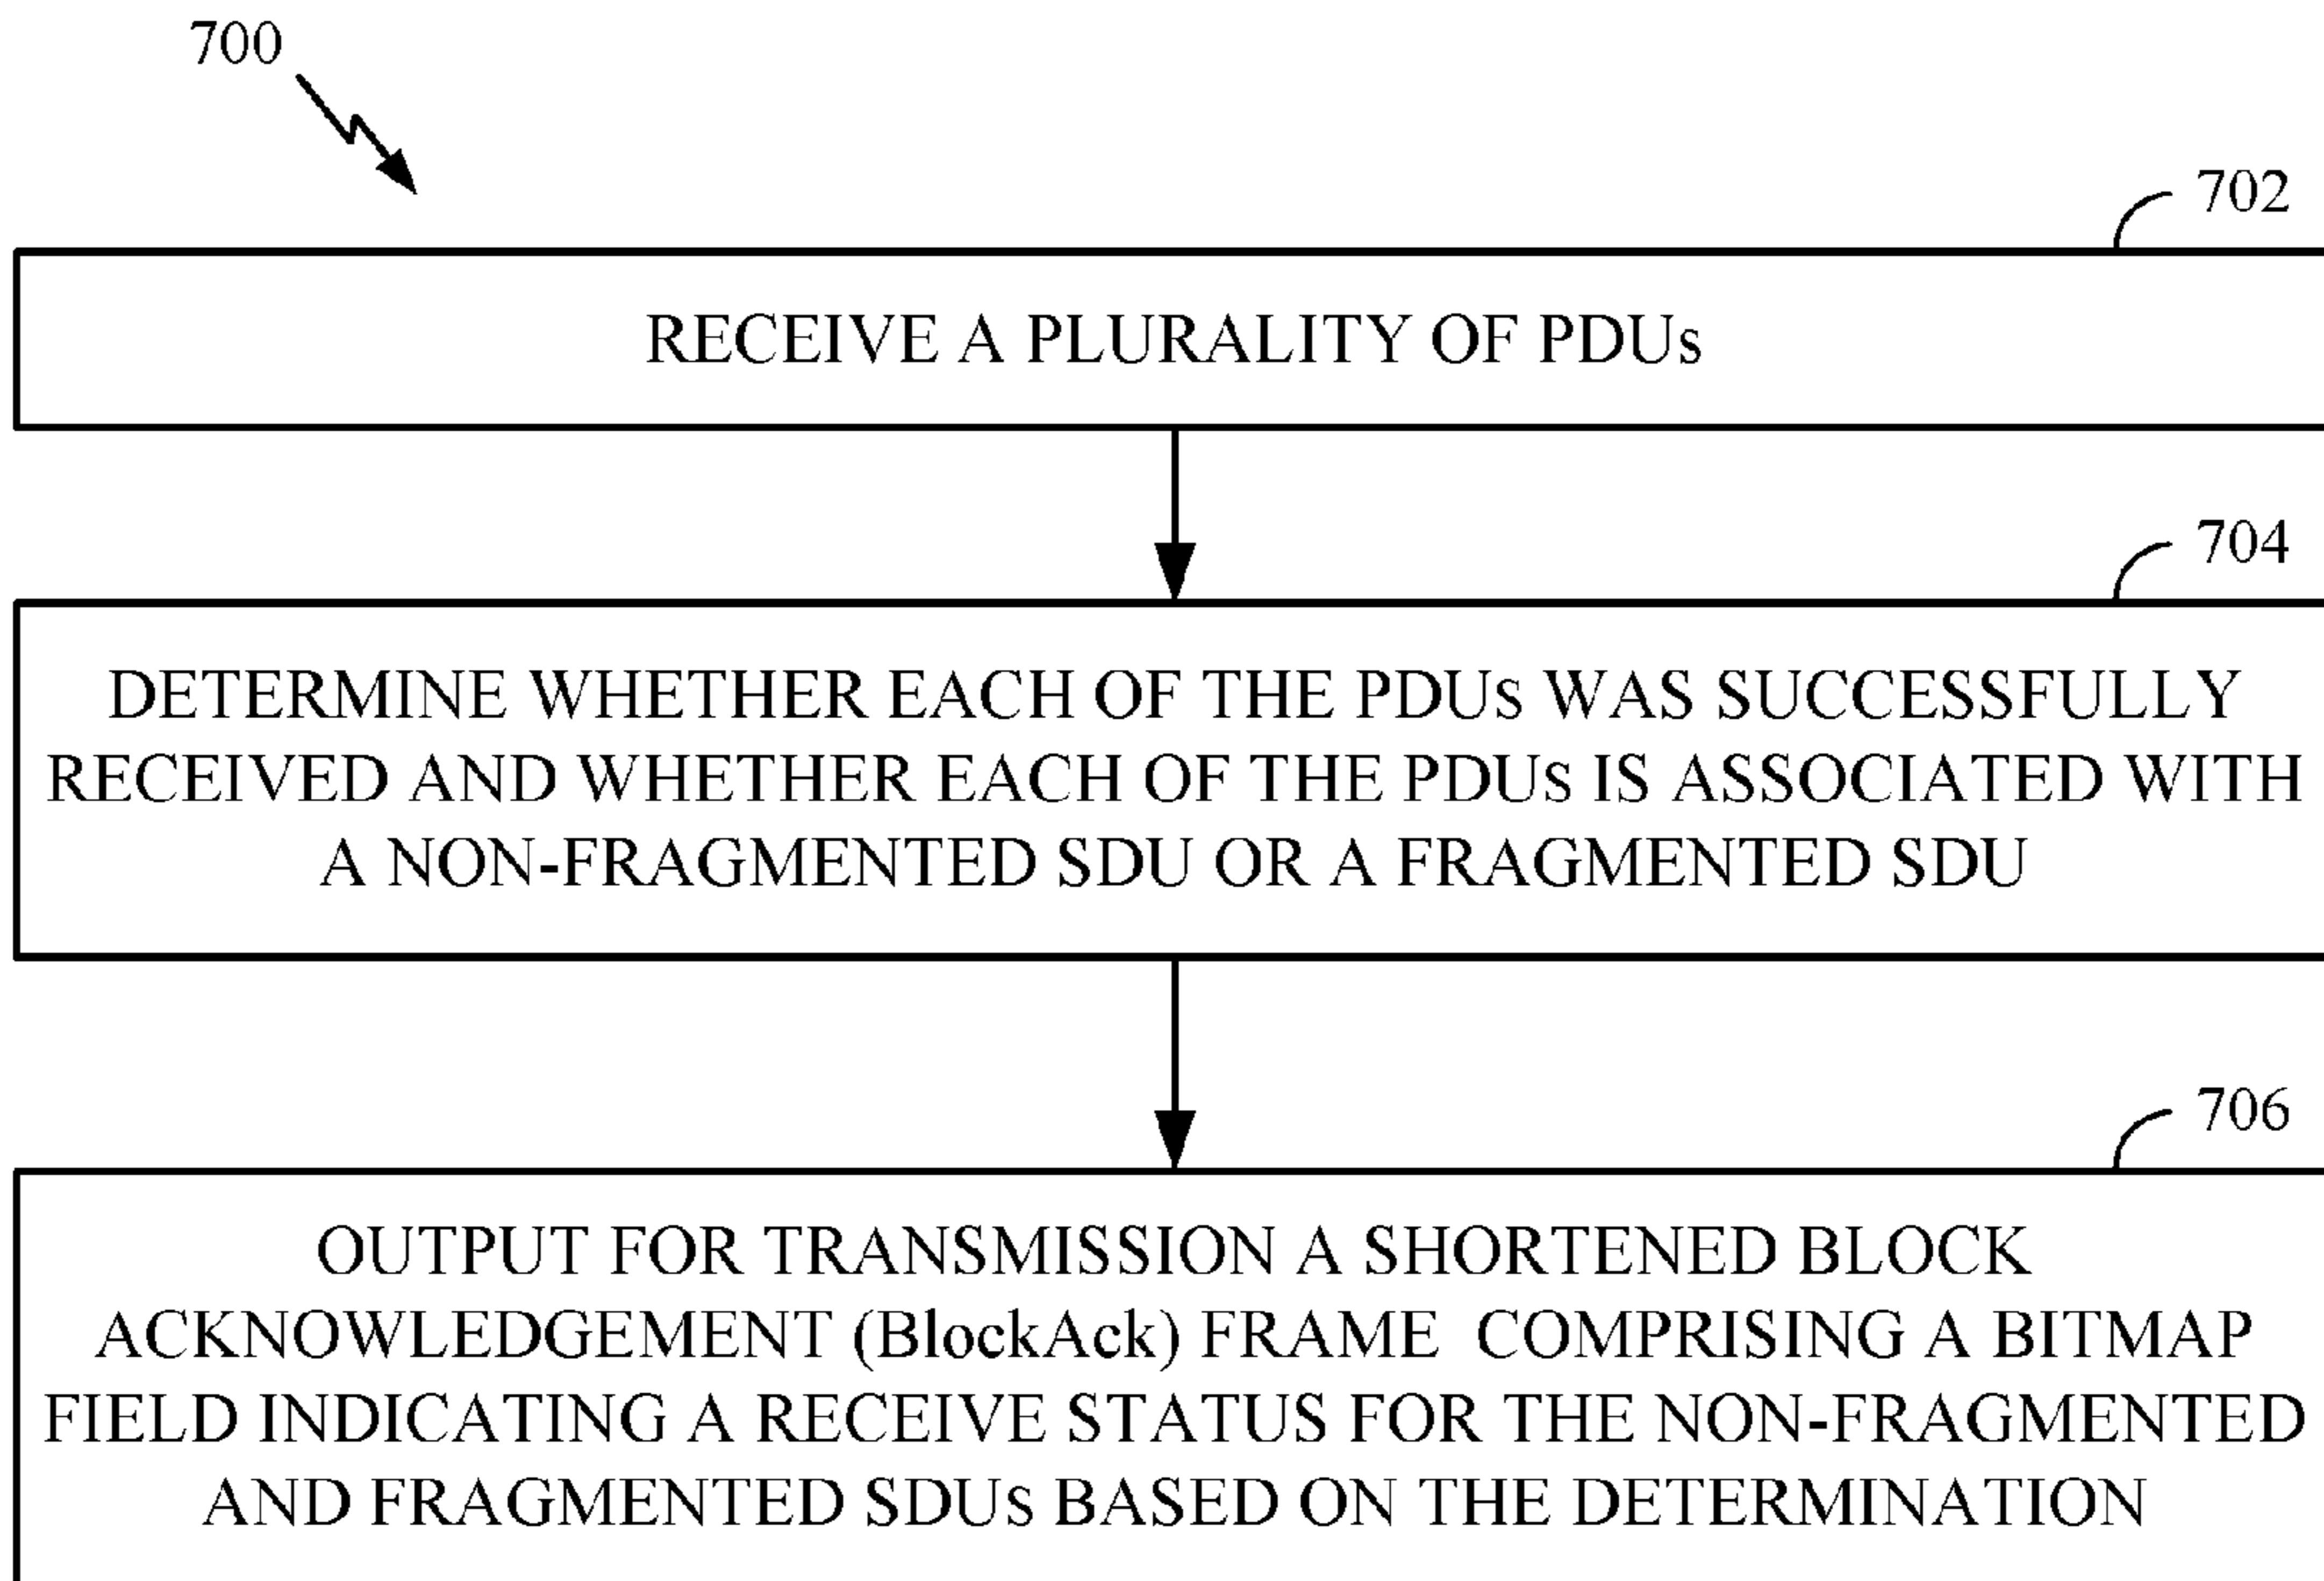 700
702
RECEIVE A PLURALITY OF PDUs
704
DETERMINE WHETHER EACH OF THE PDUs WAS SUCCESSFULLY
RECEIVED AND WHETHER EACH OF THE PDUs IS ASSOCIATED WITH
A NON-FRAGMENTED SDU OR A FRAGMENTED SDU
706
OUTPUT FOR TRANSMISSION A SHORTENED BLOCK
ACKNOWLEDGEMENT (BlockAck) FRAME COMPRISING A BITMAP
FIELD INDICATING A RECEIVE STATUS FOR THE NON-FRAGMENTED
AND FRAGMENTED SDUs BASED ON THE DETERMINATION